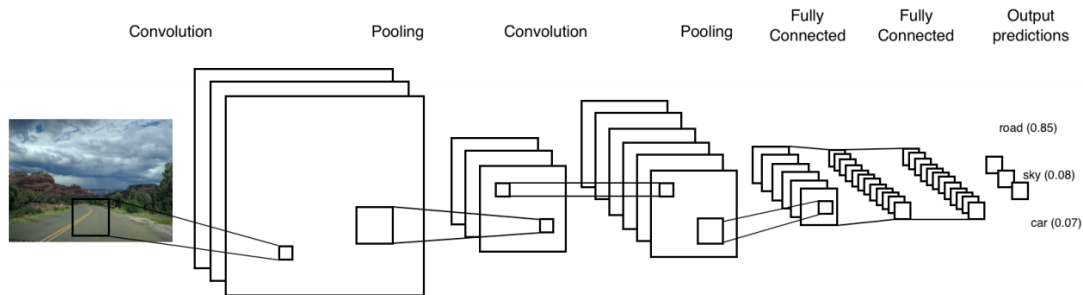 Convolution
Pooling
Convolution
Pooling
Fully
Connected
Fully
Connected
Output
predictions
road (0.85)
sky (0.08)
car (0.07)